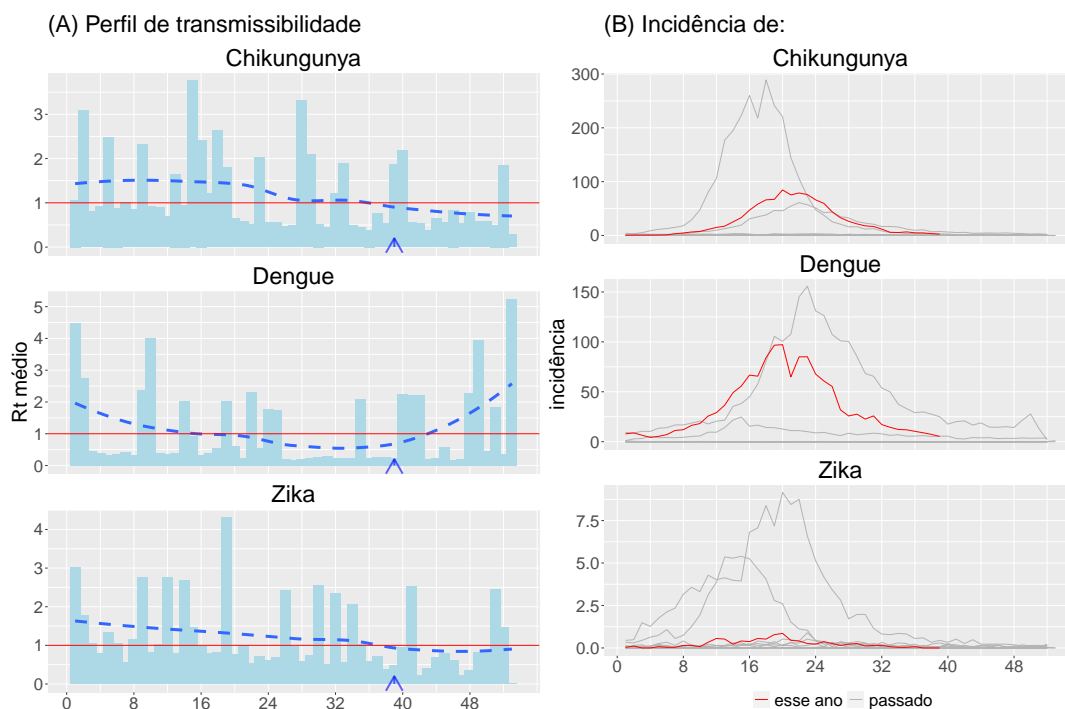 (A) Perfil de transmissibilidade
Chikungunya
3
2
1
0
Dengue
5
4
3
2
1
0
Zika
4
3
2
1
0
0 8 16 24 32 40 48
Rt médio
(B) Incidência de:
Chikungunya
300
200
100
0
Dengue
150
100
50
0
Zika
7.5
5.0
2.5
0.0
0 8 16 24 32 40 48
incidência
esse ano passado